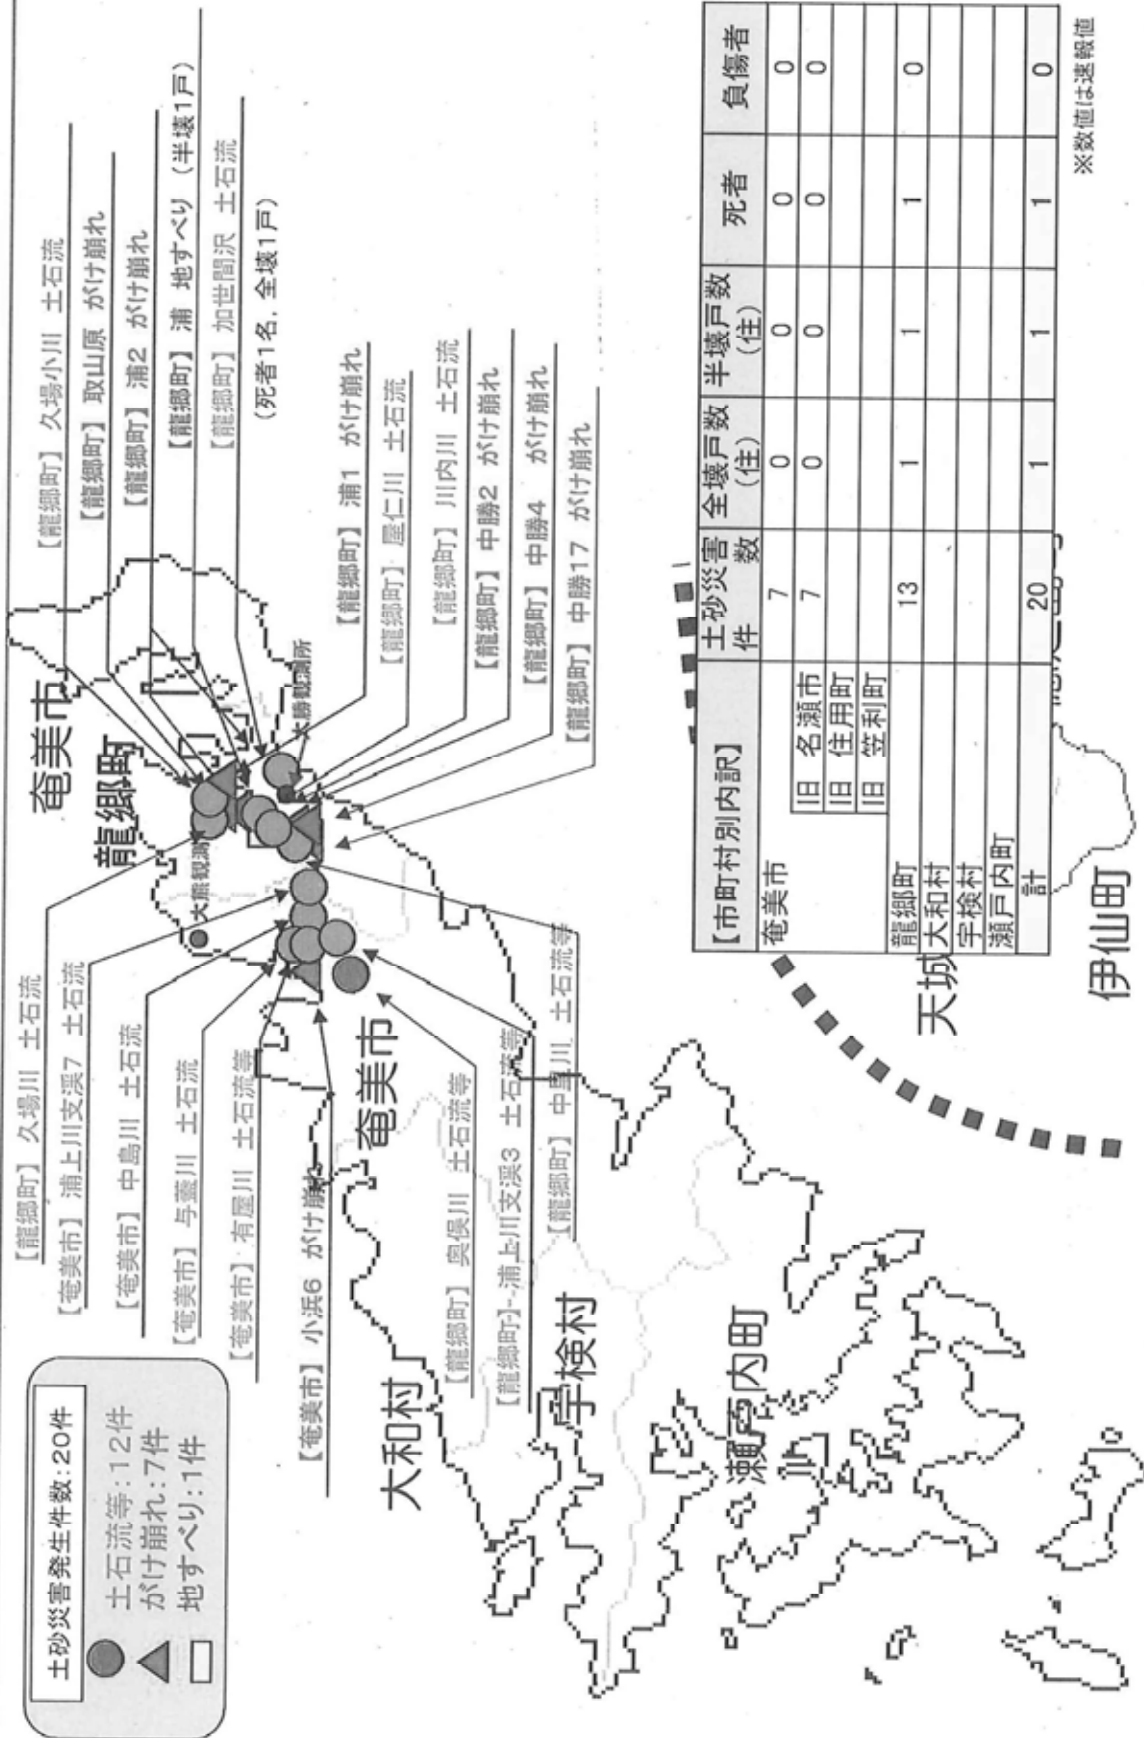 土砂災害発生件数:20件
土石流等:12件
がけ崩れ:7件
地すべり:1件
【龍郷町】 久場川 土石流
【奄美市】 浦上川支渓7 土石流
【奄美市】 中島川 土石流
【奄美市】 与蓋川 土石流
【奄美市】 有屋川 土石流等
【奄美市】 小浜6 がけ崩れ
【龍郷町】 奥俣川 土石流等
【龍郷町】 浦上川支渓3 土石流等
【龍郷町】 中里川 土石流等
【龍郷町】 久場小川 土石流
【龍郷町】 取山原 がけ崩れ
【龍郷町】 浦2 がけ崩れ
【龍郷町】 浦 地すべり (半壊1戸)
【龍郷町】 加世間沢 土石流
(死者1名, 全壊1戸)
【龍郷町】 浦1 がけ崩れ
【龍郷町】 屋仁川 土石流
【龍郷町】 川内川 土石流
【龍郷町】 中勝2 がけ崩れ
【龍郷町】 中勝4 がけ崩れ
【龍郷町】 中勝17 がけ崩れ
奄美市
龍郷町
大熊観測
大勝観測所
奄美市
大和村
宇検村
瀬戸内町
天城
伊仙町
【市町村別内訳】 土砂災害件数 全壊戸数(住) 半壊戸数(住) 死者 負傷者
奄美市 7 0 0 0 0
旧 名瀬市 7 0 0 0 0
旧 住用町
旧 笠利町
龍郷町 13 1 1 1 0
大和村
宇検村
瀬戸内町
計 20 1 1 1 0
※数値は速報値